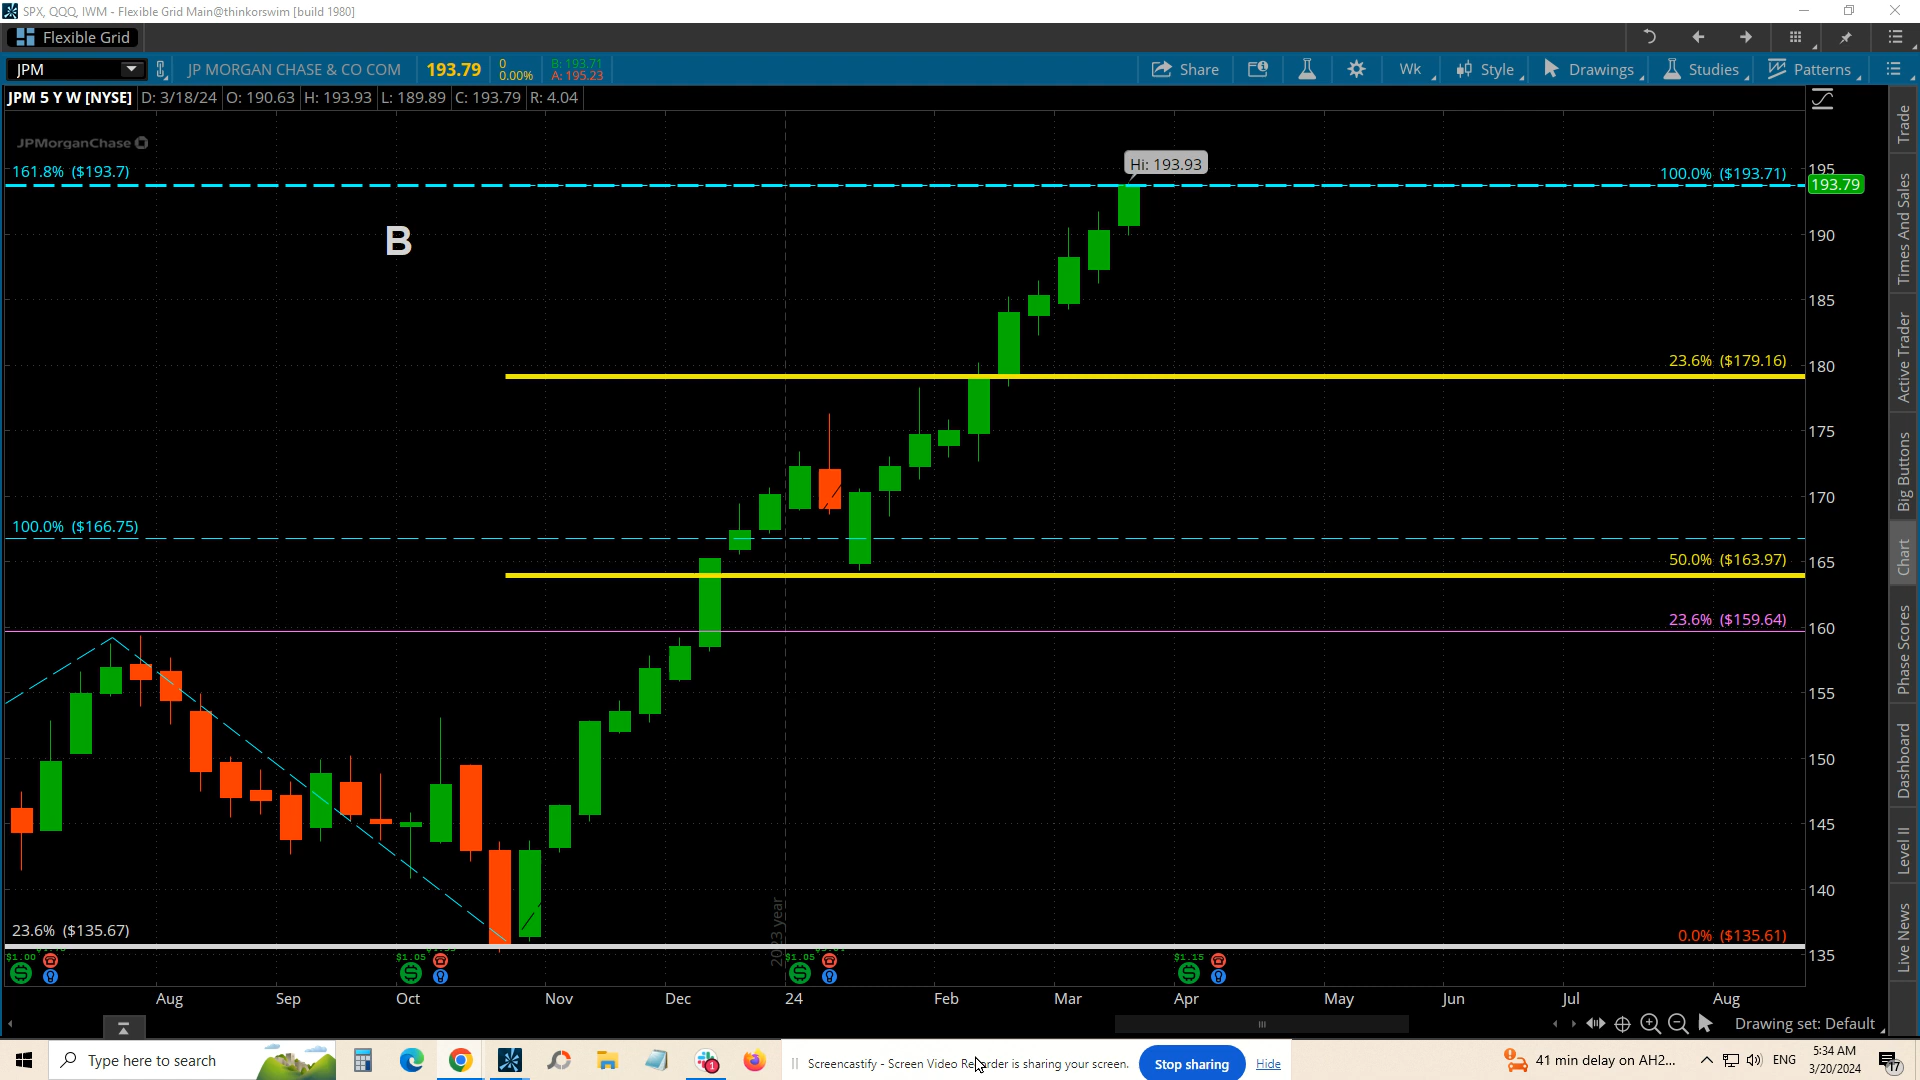 SPX, QQQ, IWM - Flexible Grid Main@thinkorswim [build 1980]
Flexible Grid
JPM
JP MORGAN CHASE & CO COM
193.79
0
0.00%
B: 193.71
A: 195.23
Share
Wk
Style
Drawings
Studies
Patterns
JPM 5 Y W [NYSE]
D: 3/18/24
O: 190.63
H: 193.93
L: 189.89
C: 193.79
R: 4.04
JPMorganChase
161.8% ($193.7)
Hi: 193.93
100.0% ($193.71)
195
193.79
B
190
185
23.6% ($179.16)
180
175
170
100.0% ($166.75)
50.0% ($163.97)
165
23.6% ($159.64)
160
155
150
145
140
23.6% ($135.67)
0.0% ($135.61)
135
2023 year
$1.00
$1.05
$1.05
$1.15
Aug
Sep
Oct
Nov
Dec
24
Feb
Mar
Apr
May
Jun
Jul
Aug
Drawing set: Default
Trade
Times And Sales
Active Trader
Big Buttons
Chart
Phase Scores
Dashboard
Level II
Live News
Type here to search
1
Screencastify - Screen Video Recorder is sharing your screen.
Stop sharing
Hide
41 min delay on AH2...
ENG
5:34 AM
3/20/2024
17